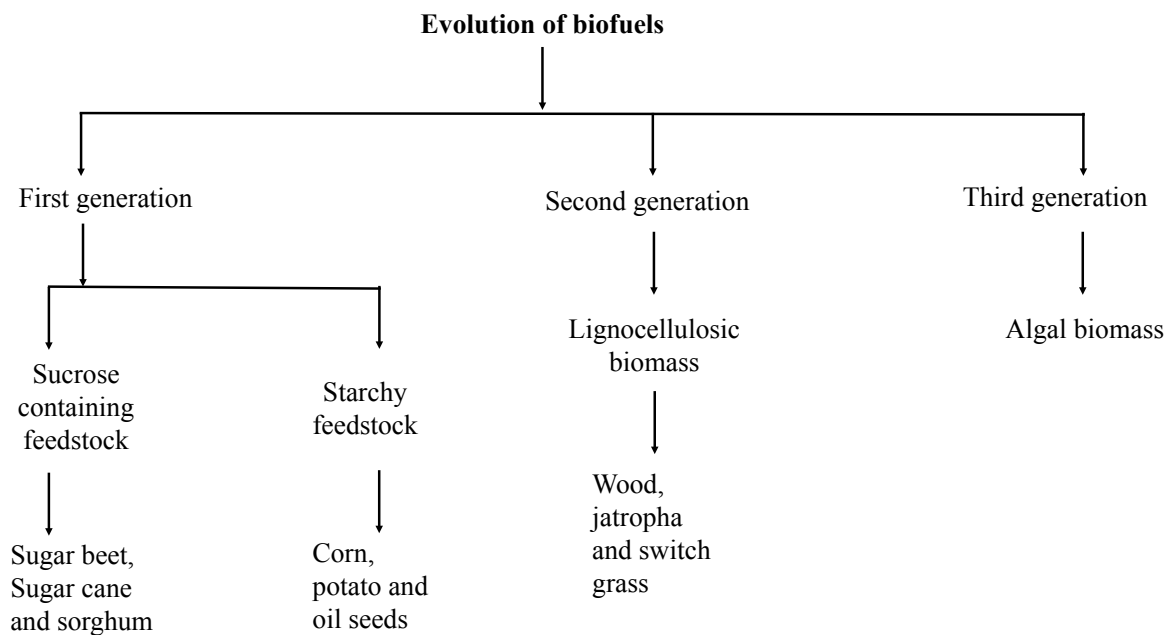 Evolution of biofuels
First generation
Second generation
Third generation
Sucrose
containing
feedstock
Starchy
feedstock
Lignocellulosic
biomass
Algal biomass
Sugar beet,
Sugar cane
and sorghum
Corn,
potato and
oil seeds
Wood,
jatropha
and switch
grass